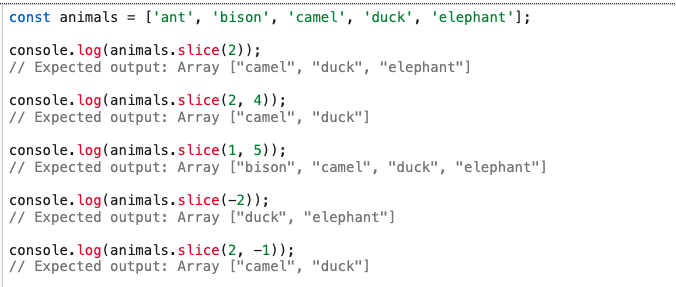 const animals = ['ant', 'bison', 'camel', 'duck', 'elephant'];
console.log(animals.slice(2));
// Expected output: Array ["camel", "duck", "elephant"]
console.log(animals.slice(2, 4));
// Expected output: Array ["camel", "duck"]
console.log(animals.slice(1, 5));
// Expected output: Array ["bison", "camel", "duck", "elephant"]
console.log(animals.slice(-2));
// Expected output: Array ["duck", "elephant"]
console.log(animals.slice(2, -1));
// Expected output: Array ["camel", "duck"]